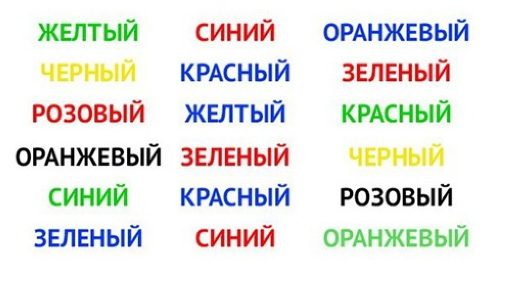 ЖЕЛТЫЙ СИНИЙ ОРАНЖЕВЫЙ
ЧЕРНЫЙ КРАСНЫЙ ЗЕЛЕНЫЙ
РОЗОВЫЙ ЖЕЛТЫЙ КРАСНЫЙ
ОРАНЖЕВЫЙ ЗЕЛЕНЫЙ ЧЕРНЫЙ
СИНИЙ КРАСНЫЙ РОЗОВЫЙ
ЗЕЛЕНЫЙ СИНИЙ ОРАНЖЕВЫЙ